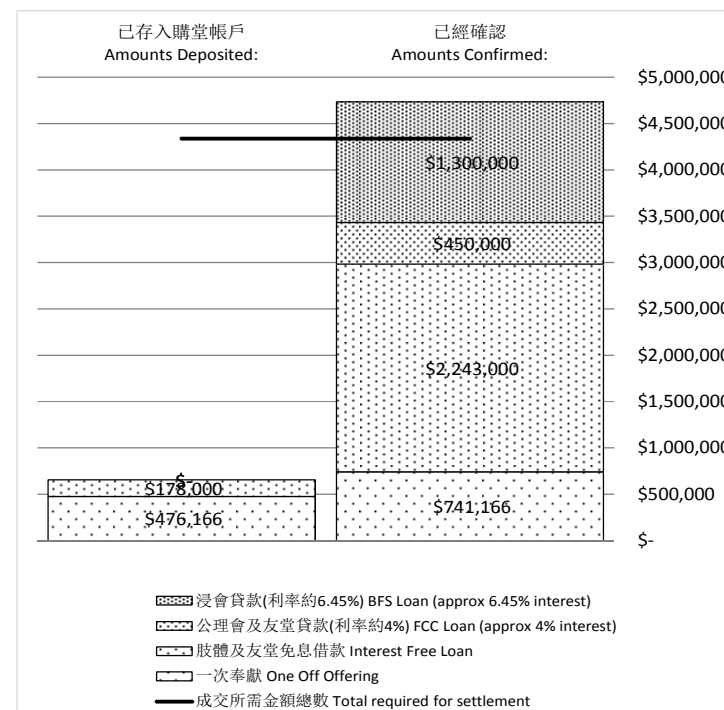 已存入購堂帳戶
Amounts Deposited:
已經確認
Amounts Confirmed:
$5,000,000
$4,500,000
$4,000,000
$3,500,000
$3,000,000
$2,500,000
$2,000,000
$1,500,000
$1,000,000
$500,000
$-
$1,300,000
$450,000
$2,243,000
$741,166
$-
$178,000
$476,166
浸會貸款(利率約6.45%) BFS Loan (approx 6.45% interest)
公理會及友堂貸款(利率約4%) FCC Loan (approx 4% interest)
肢體及友堂免息借款 Interest Free Loan
一次奉獻 One Off Offering
成交所需金額總數 Total required for settlement